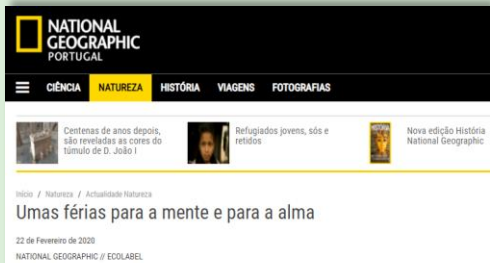 NATIONAL
GEOGRAPHIC
PORTUGAL
CIÊNCIA NATUREZA HISTÓRIA VIAGENS FOTOGRAFIAS
Centenas de anos depois,
são reveladas as cores do
túmulo de D. João I
Refugiados jovens, sós e
retidos
HISTORIA
Nova edição História
National Geographic
Início / Natureza / Actualidade Natureza
Umas férias para a mente e para a alma
22 de Fevereiro de 2020
NATIONAL GEOGRAPHIC // ECOLABEL